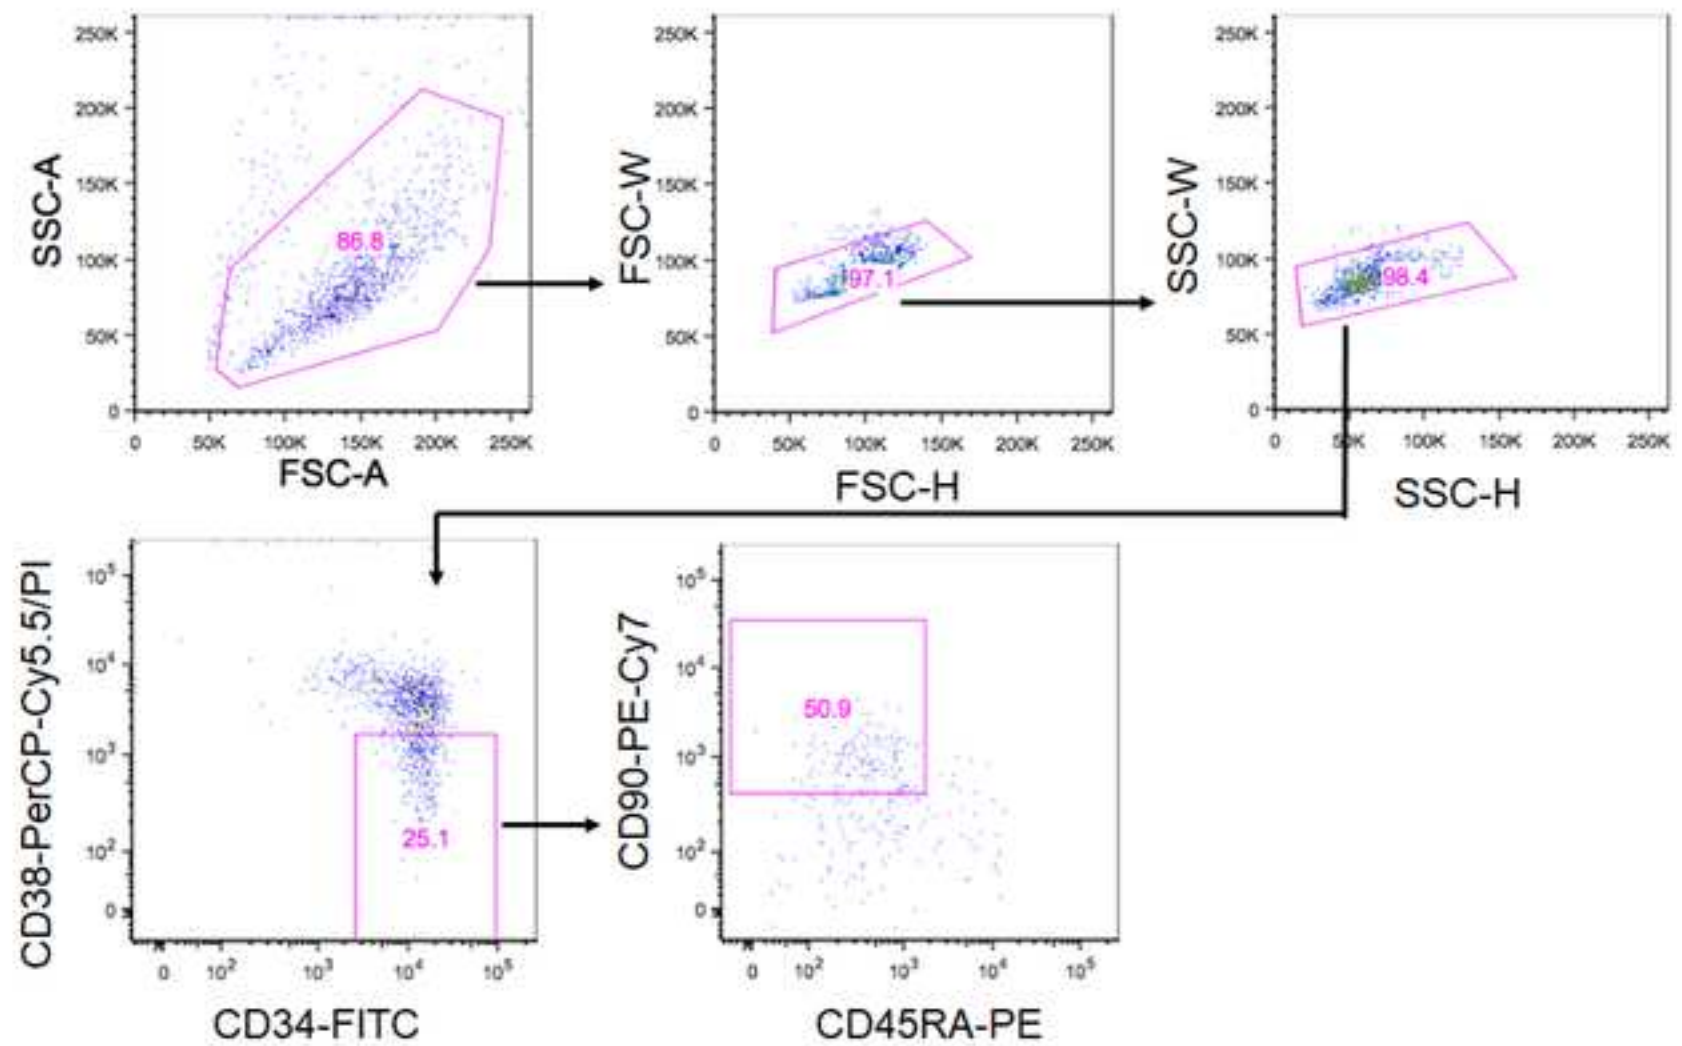 250K
200K
150K
100K
50K
0
SSC-A
86.8
0 50K 100K 150K 200K 250K
FSC-A
250K
200K
150K
100K
50K
0
FSC-W
97.1
0 50K 100K 150K 200K 250K
FSC-H
250K
200K
150K
100K
50K
0
SSC-W
98.4
0 50K 100K 150K 200K 250K
SSC-H
10⁵
10⁴
10³
10²
0
CD38-PerCP-Cy5.5/PI
25.1
0 10² 10³ 10⁴ 10⁵
CD34-FITC
10⁵
10⁴
10³
10²
0
CD90-PE-Cy7
50.9
0 10² 10³ 10⁴ 10⁵
CD45RA-PE